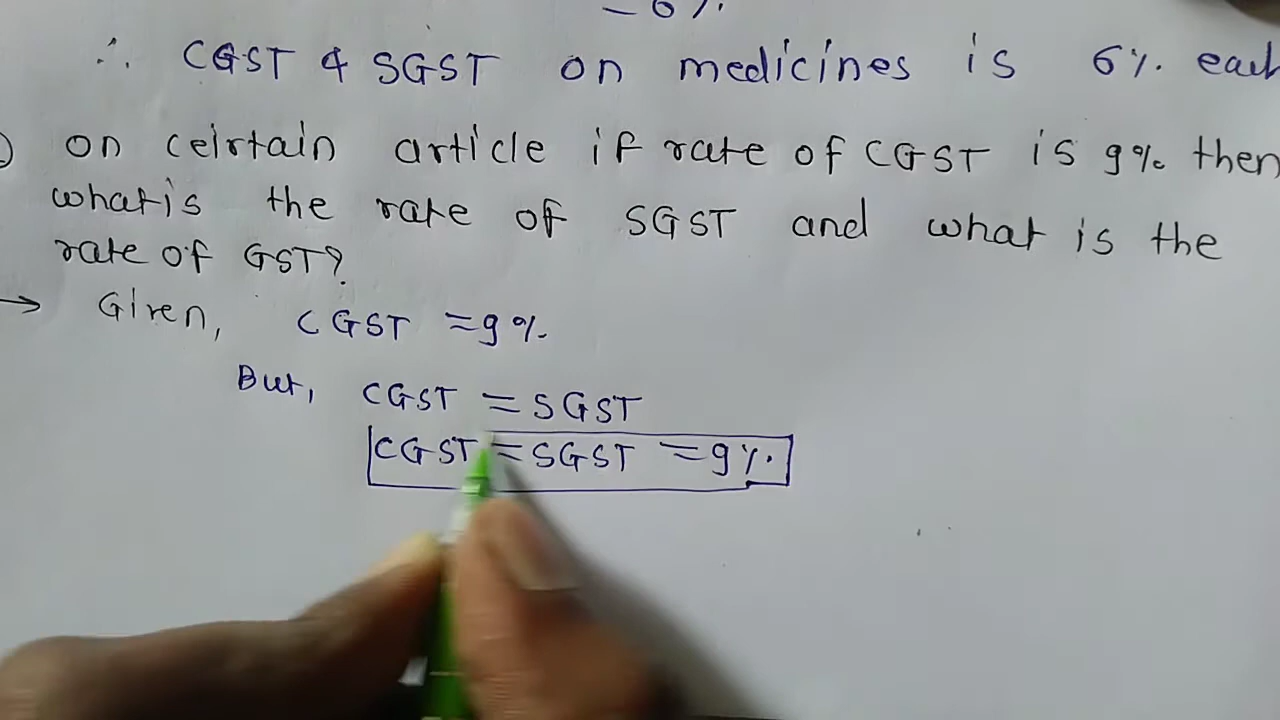 = 6%.
∴ CGST & SGST on medicines is 6%. each
on ceirtain article if rate of CGST is 9% then
what is the rate of SGST and what is the
rate of GST?
→ Given, CGST = 9%.
But, CGST = SGST
CGST = SGST = 9%.